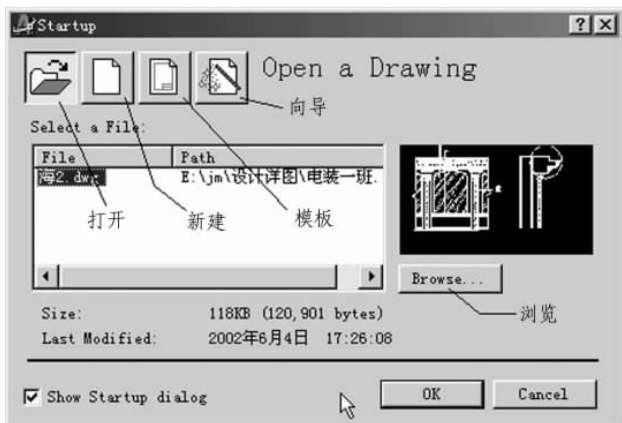 Startup
Open a Drawing
向导
Select a File:
File Path
海2.dwg E:\jm\设计详图\电装一班.
打开 新建 模板
Browse...
浏览
Size: 118KB (120,901 bytes)
Last Modified: 2002年6月4日 17:26:08
Show Startup dialog
OK
Cancel